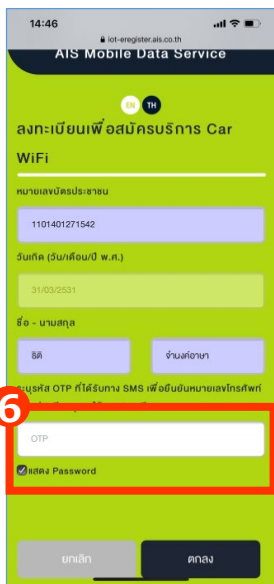 14:46
iot-eregister.ais.co.th
AIS Mobile Data Service
EN TH
ลงทะเบียนเพื่อสมัครบริการ Car
WiFi
หมายเลขบัตรประชาชน
1101401271542
วันเกิด (วัน/เดือน/ปี พ.ศ.)
31/03/2531
ชื่อ - นามสกุล
ธิติ จำนงค์อาษา
ระบุรหัส OTP ที่ได้รับทาง SMS เพื่อยืนยันหมายเลขโทรศัพท์
6
OTP
แสดง Password
ยกเลิก ตกลง